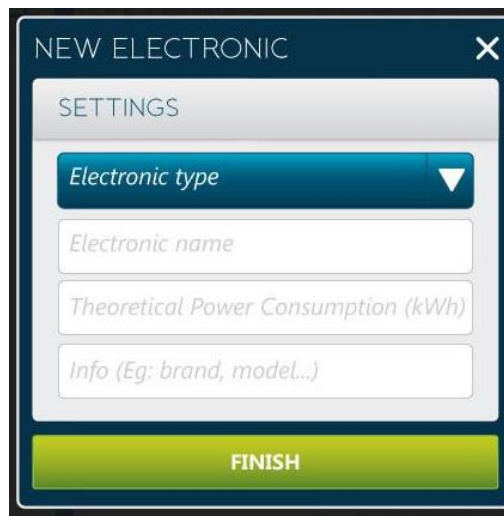 NEW ELECTRONIC
SETTINGS
Electronic type
Electronic name
Theoretical Power Consumption (kWh)
Info (Eg: brand, model...)
FINISH